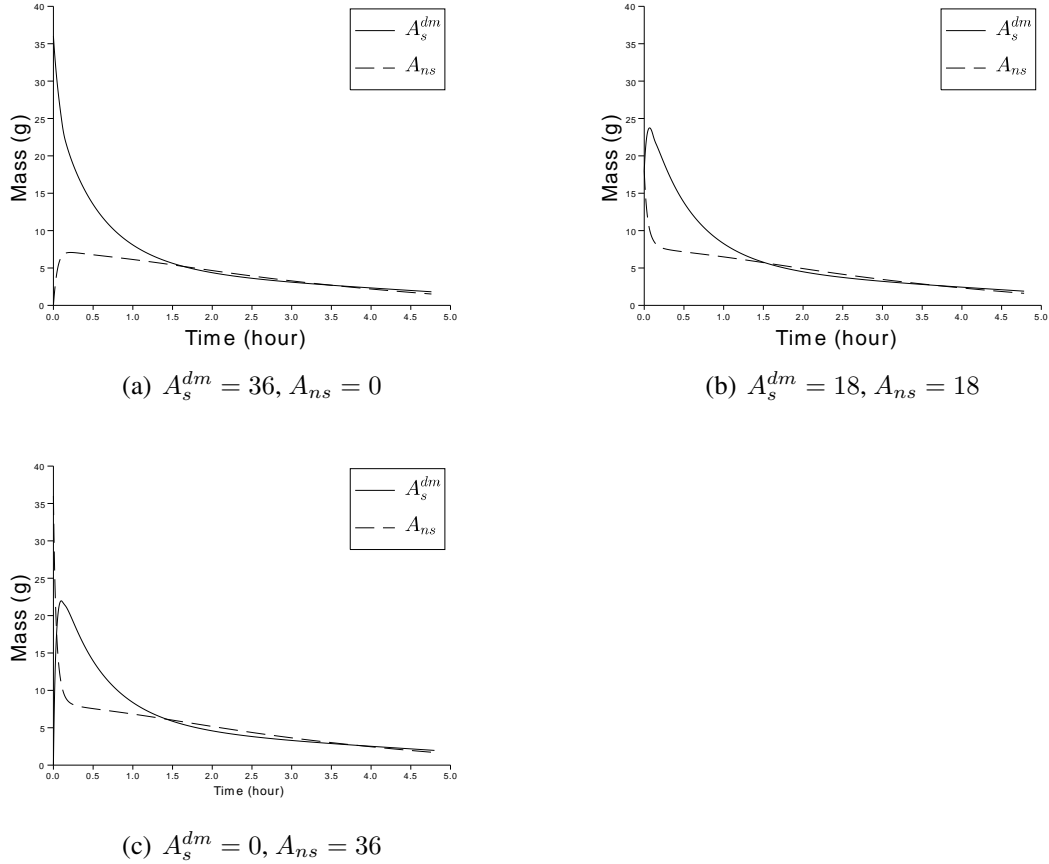 40
35
30
25
20
15
10
5
0
Mass (g)
0.0 0.5 1.0 1.5 2.0 2.5 3.0 3.5 4.0 4.5 5.0
Time (hour)
A_s^{dm}
A_{ns}
(a) A_s^{dm} = 36, A_{ns} = 0
40
35
30
25
20
15
10
5
0
Mass (g)
0.0 0.5 1.0 1.5 2.0 2.5 3.0 3.5 4.0 4.5 5.0
Time (hour)
A_s^{dm}
A_{ns}
(b) A_s^{dm} = 18, A_{ns} = 18
40
35
30
25
20
15
10
5
0
Mass (g)
0.0 0.5 1.0 1.5 2.0 2.5 3.0 3.5 4.0 4.5 5.0
Time (hour)
A_s^{dm}
A_{ns}
(c) A_s^{dm} = 0, A_{ns} = 36